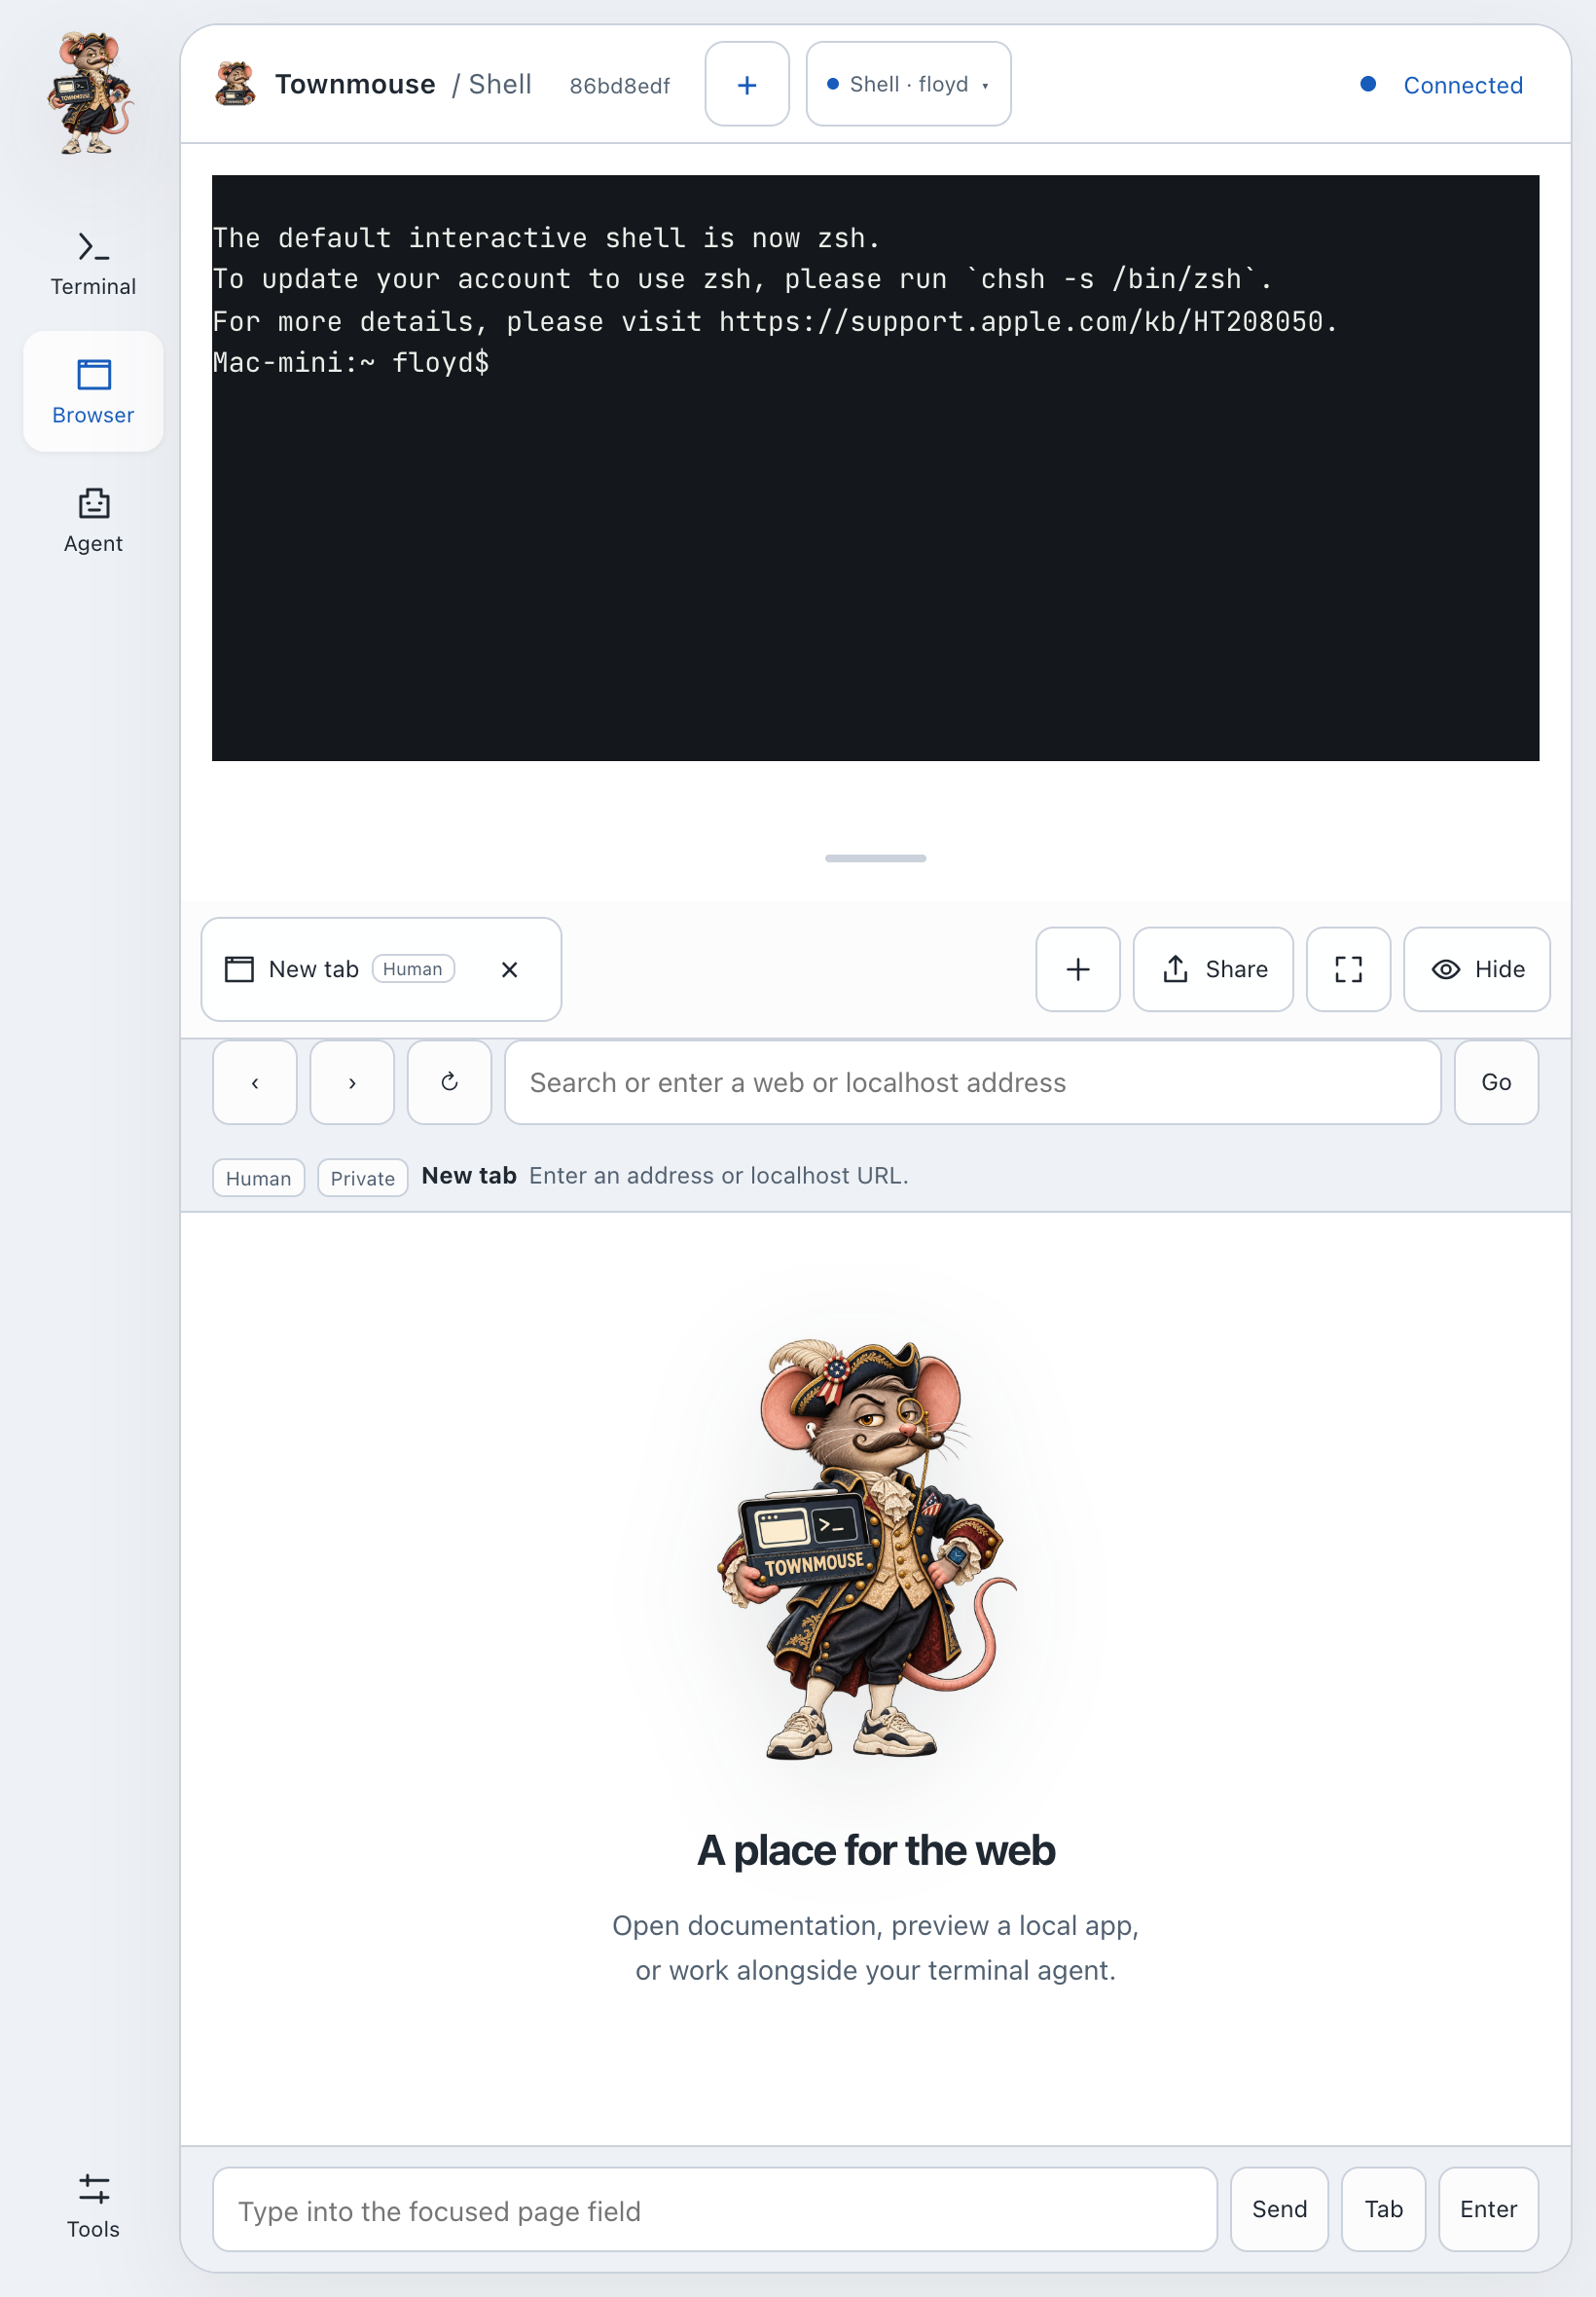 Townmouse / Shell 86bd8edf + Shell · floyd ▾ Connected
Terminal
Browser
Agent
The default interactive shell is now zsh.
To update your account to use zsh, please run `chsh -s /bin/zsh`.
For more details, please visit https://support.apple.com/kb/HT208050.
Mac-mini:~ floyd$
New tab Human × + Share Hide
‹ › ↻ Search or enter a web or localhost address Go
Human Private New tab Enter an address or localhost URL.
>_
TOWNMOUSE
A place for the web
Open documentation, preview a local app,
or work alongside your terminal agent.
Tools
Type into the focused page field Send Tab Enter